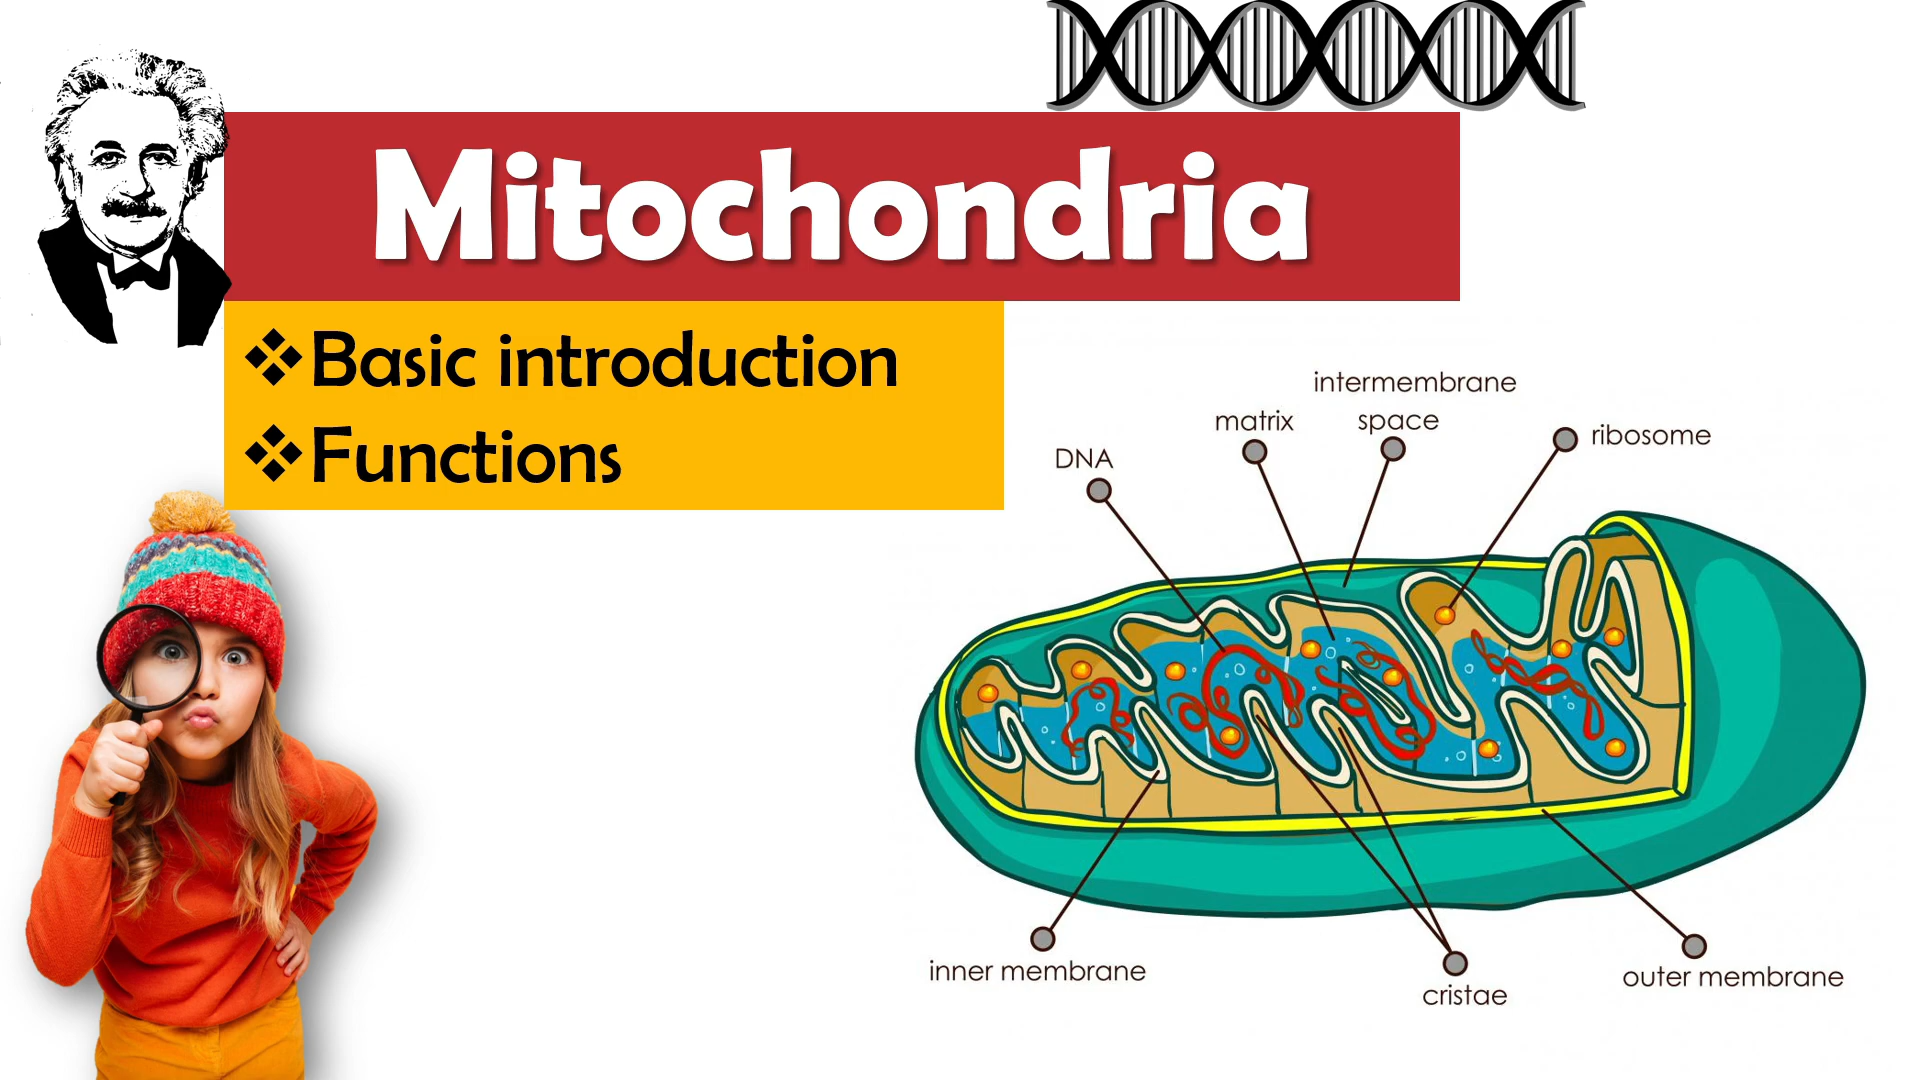 Mitochondria
❖Basic introduction
❖Functions
intermembrane
space
matrix
ribosome
DNA
inner membrane
cristae
outer membrane